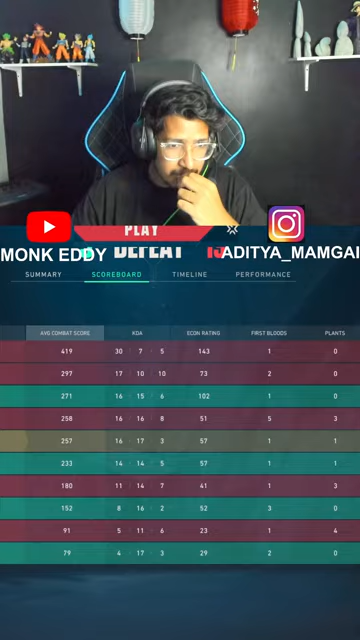 PLAY
MONK EDDY
DEFEAT
ADITYA_MAMGAI
SUMMARY SCOREBOARD TIMELINE PERFORMANCE
AVG COMBAT SCORE KDA ECON RATING FIRST BLOODS PLANTS
419 30 7 5 143 1 0
297 17 10 10 73 2 0
271 16 15 6 102 1 0
258 16 16 8 51 5 3
257 16 17 3 57 1 1
233 14 14 5 57 1 1
180 11 14 7 41 1 3
152 8 16 2 52 3 0
91 5 11 6 23 1 4
79 4 17 3 29 2 0